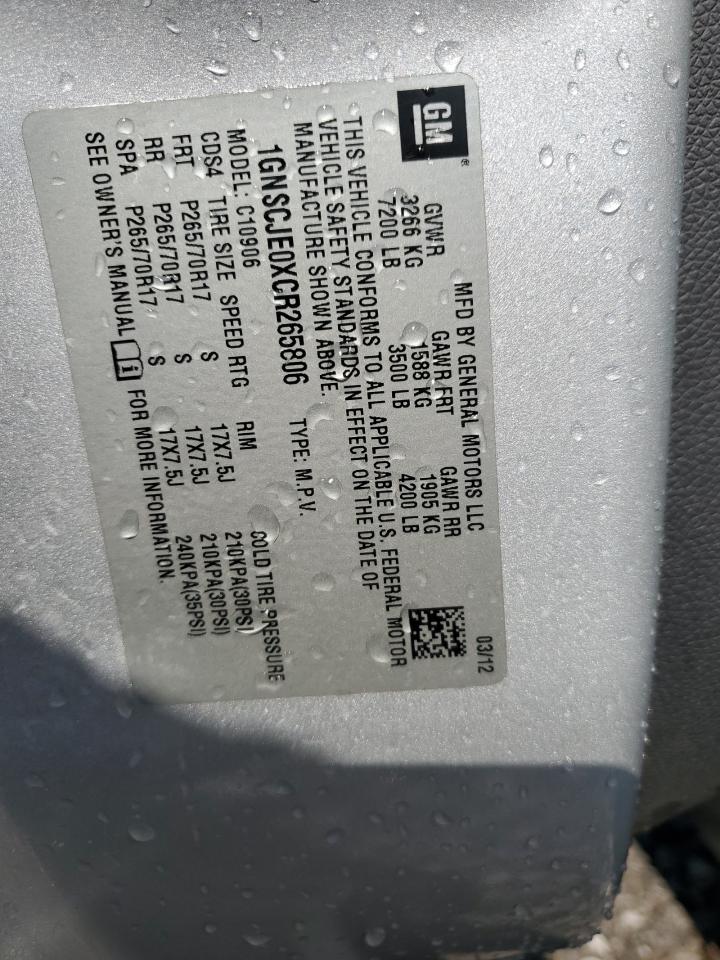 GM®
MFD BY GENERAL MOTORS LLC 03/12
GVWR GAWR FRT GAWR RR
3266 KG 1588 KG 1905 KG
7200 LB 3500 LB 4200 LB
THIS VEHICLE CONFORMS TO ALL APPLICABLE U.S. FEDERAL MOTOR
VEHICLE SAFETY STANDARDS IN EFFECT ON THE DATE OF
MANUFACTURE SHOWN ABOVE.
1GNSCJE0XCR265806 TYPE: M.P.V.
MODEL: C10906
CDS4 TIRE SIZE SPEED RTG RIM COLD TIRE PRESSURE
FRT P265/70R17 S 17X7.5J 210KPA(30PSI)
RR P265/70R17 S 17X7.5J 210KPA(30PSI)
SPA P265/70R17 S 17X7.5J 240KPA(35PSI)
SEE OWNER'S MANUAL i FOR MORE INFORMATION.